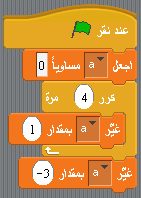 عند نقر
اجعل a مساوياً 0
كرر 4 مرة
غيّر a بمقدار 1
غيّر a بمقدار -3